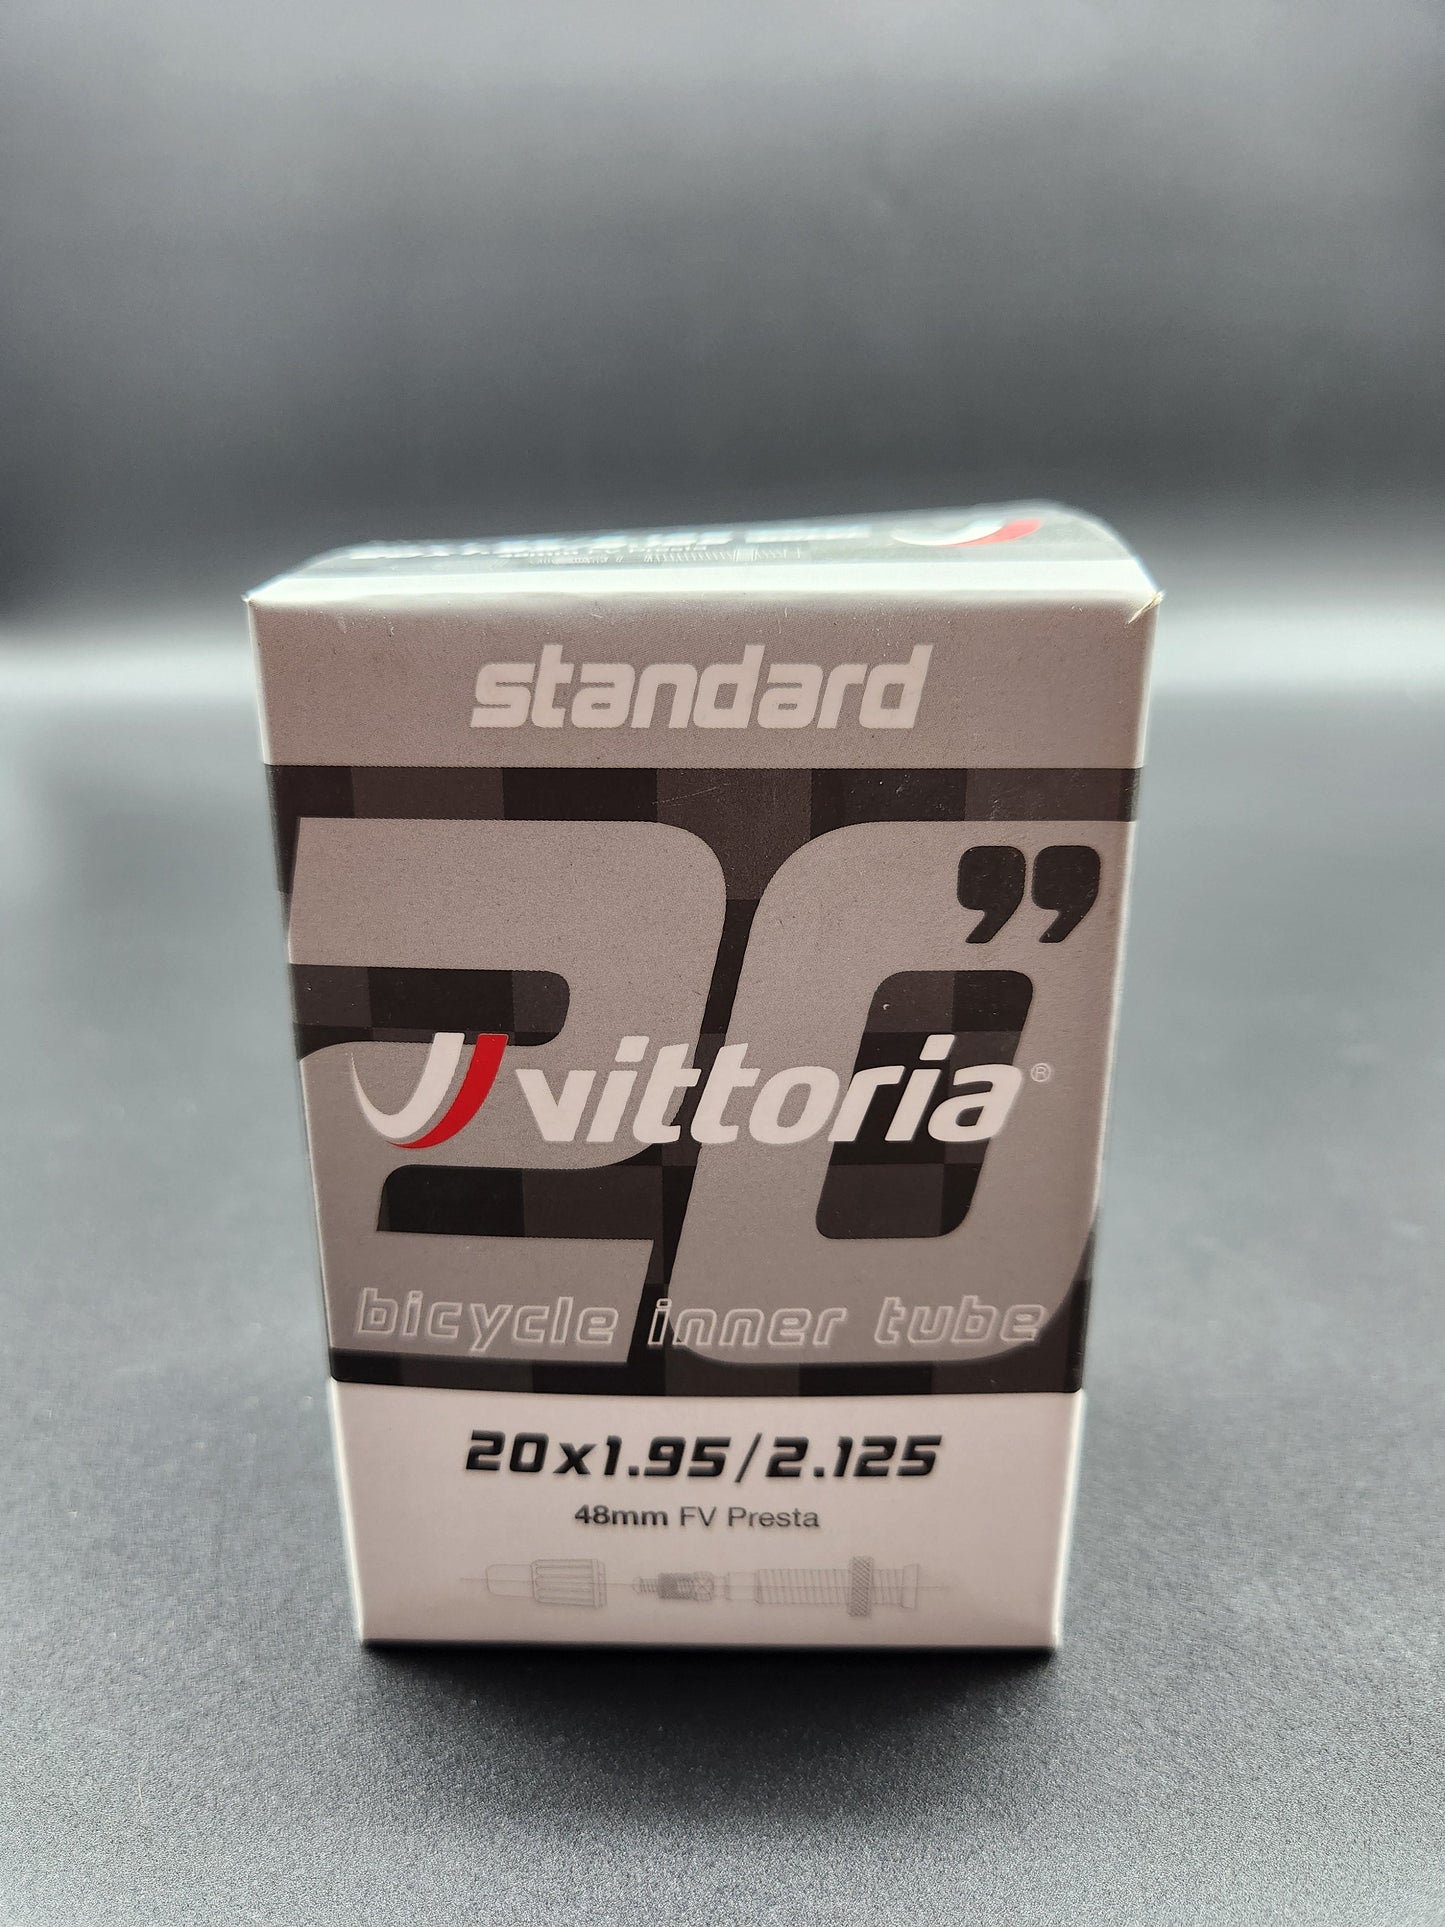 standard
20”
vittoria®
bicycle inner tube
20x1.95/2.125
48mm FV Presta